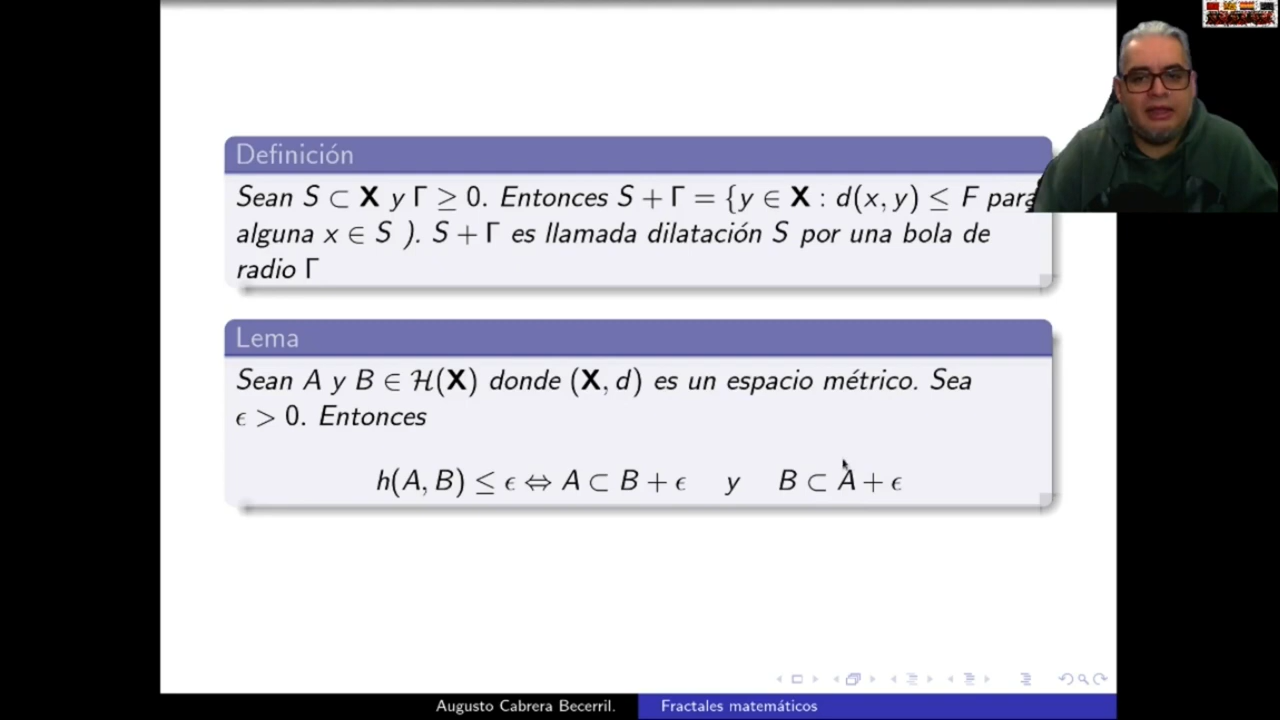 Definición
Sean S ⊂ X y Γ ≥ 0. Entonces S + Γ = {y ∈ X : d(x, y) ≤ F para
alguna x ∈ S ). S + Γ es llamada dilatación S por una bola de
radio Γ
Lema
Sean A y B ∈ ℋ(X) donde (X, d) es un espacio métrico. Sea
ϵ > 0. Entonces
h(A, B) ≤ ϵ ⇔ A ⊂ B + ϵ y B ⊂ A + ϵ
Augusto Cabrera Becerril. Fractales matemáticos